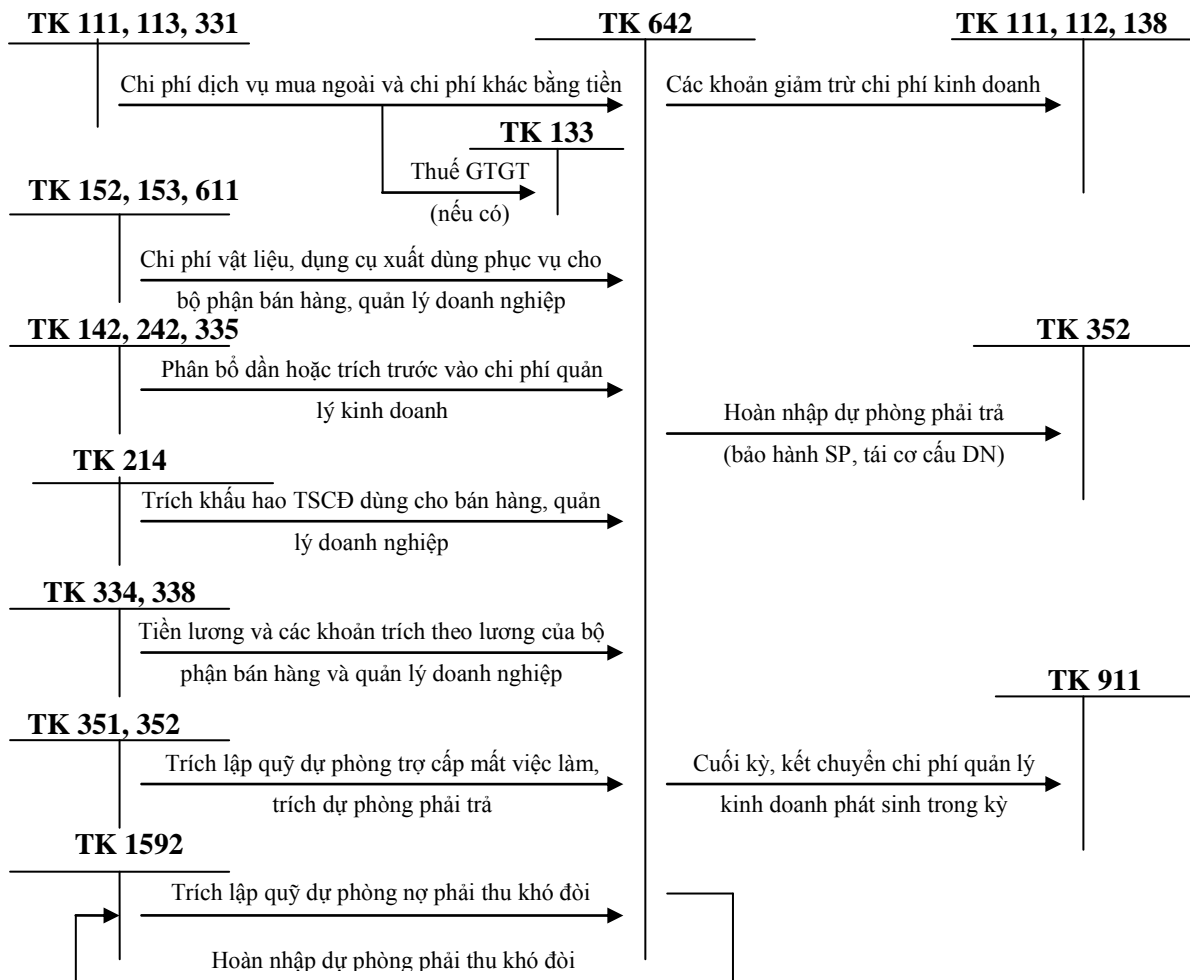 TK 111, 113, 331
TK 642
TK 111, 112, 138
Chi phí dịch vụ mua ngoài và chi phí khác bằng tiền
Các khoản giảm trừ chi phí kinh doanh
TK 133
Thuế GTGT
(nếu có)
TK 152, 153, 611
Chi phí vật liệu, dụng cụ xuất dùng phục vụ cho
bộ phận bán hàng, quản lý doanh nghiệp
TK 142, 242, 335
TK 352
Phân bổ dần hoặc trích trước vào chi phí quản
lý kinh doanh
Hoàn nhập dự phòng phải trả
(bảo hành SP, tái cơ cấu DN)
TK 214
Trích khấu hao TSCĐ dùng cho bán hàng, quản
lý doanh nghiệp
TK 334, 338
Tiền lương và các khoản trích theo lương của bộ
phận bán hàng và quản lý doanh nghiệp
TK 911
TK 351, 352
Trích lập quỹ dự phòng trợ cấp mất việc làm,
trích dự phòng phải trả
Cuối kỳ, kết chuyển chi phí quản lý
kinh doanh phát sinh trong kỳ
TK 1592
Trích lập quỹ dự phòng nợ phải thu khó đòi
Hoàn nhập dự phòng phải thu khó đòi